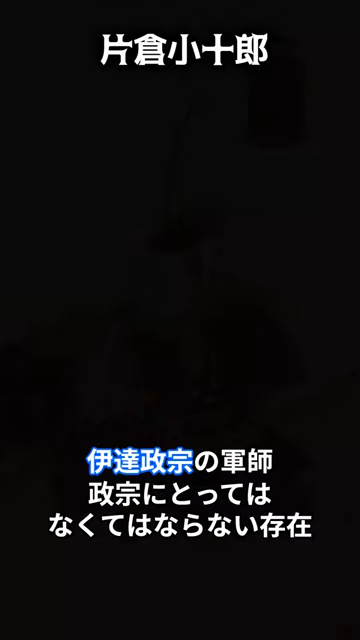 片倉小十郎
伊達政宗の軍師
政宗にとっては
なくてはならない存在